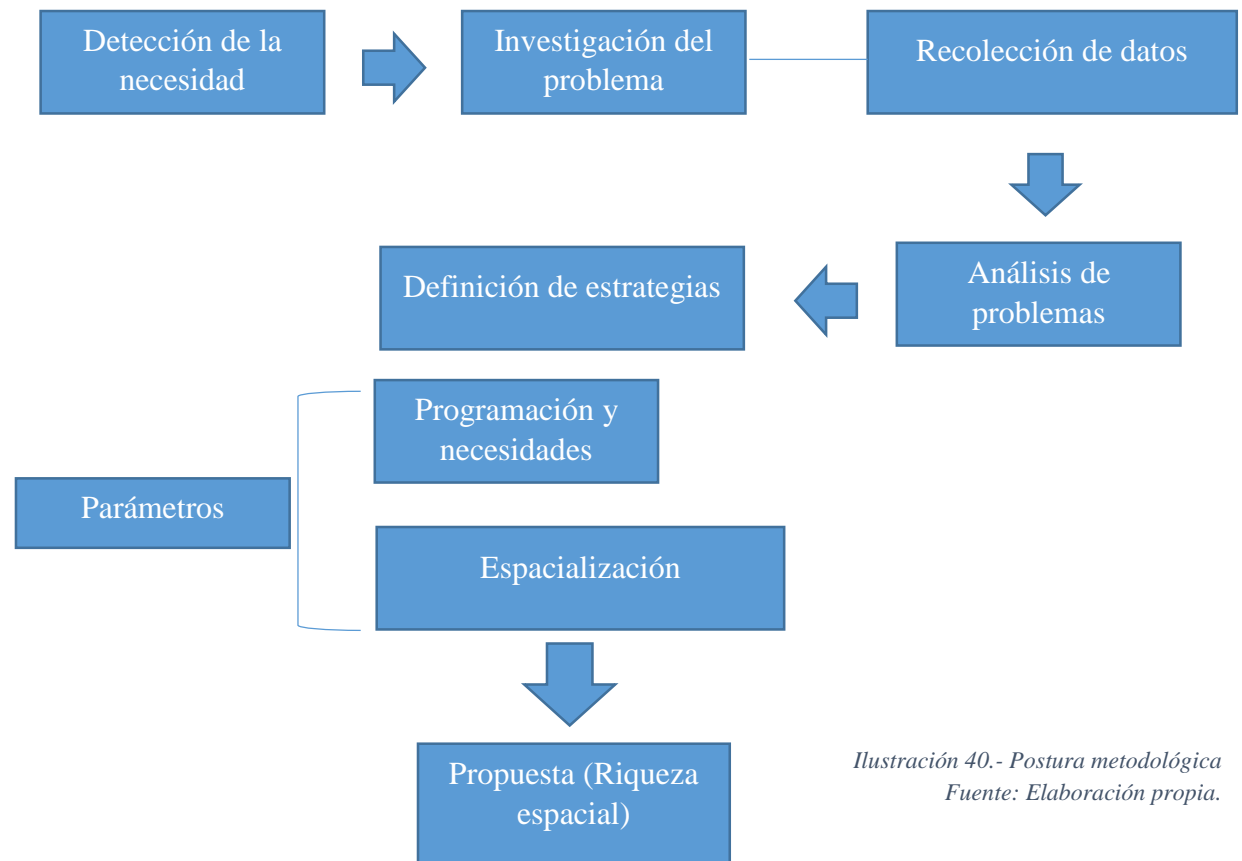 Detección de la
necesidad
Investigación del
problema
Recolección de datos
Análisis de
problemas
Definición de estrategias
Programación y
necesidades
Parámetros
Espacialización
Propuesta (Riqueza
espacial)
Ilustración 40.- Postura metodológica
Fuente: Elaboración propia.